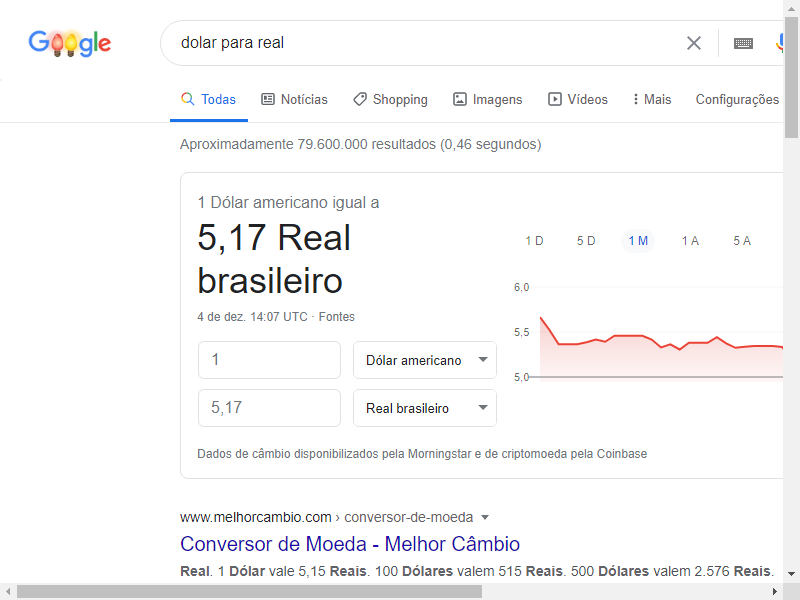 Google
dolar para real
Todas Notícias Shopping Imagens Vídeos Mais Configurações
Aproximadamente 79.600.000 resultados (0,46 segundos)
1 Dólar americano igual a
5,17 Real
brasileiro
4 de dez. 14:07 UTC · Fontes
1 D 5 D 1 M 1 A 5 A
6,0
5,5
5,0
1 Dólar americano
5,17 Real brasileiro
Dados de câmbio disponibilizados pela Morningstar e de criptomoeda pela Coinbase
www.melhorcambio.com › conversor-de-moeda
Conversor de Moeda - Melhor Câmbio
Real. 1 Dólar vale 5,15 Reais. 100 Dólares valem 515 Reais. 500 Dólares valem 2.576 Reais.